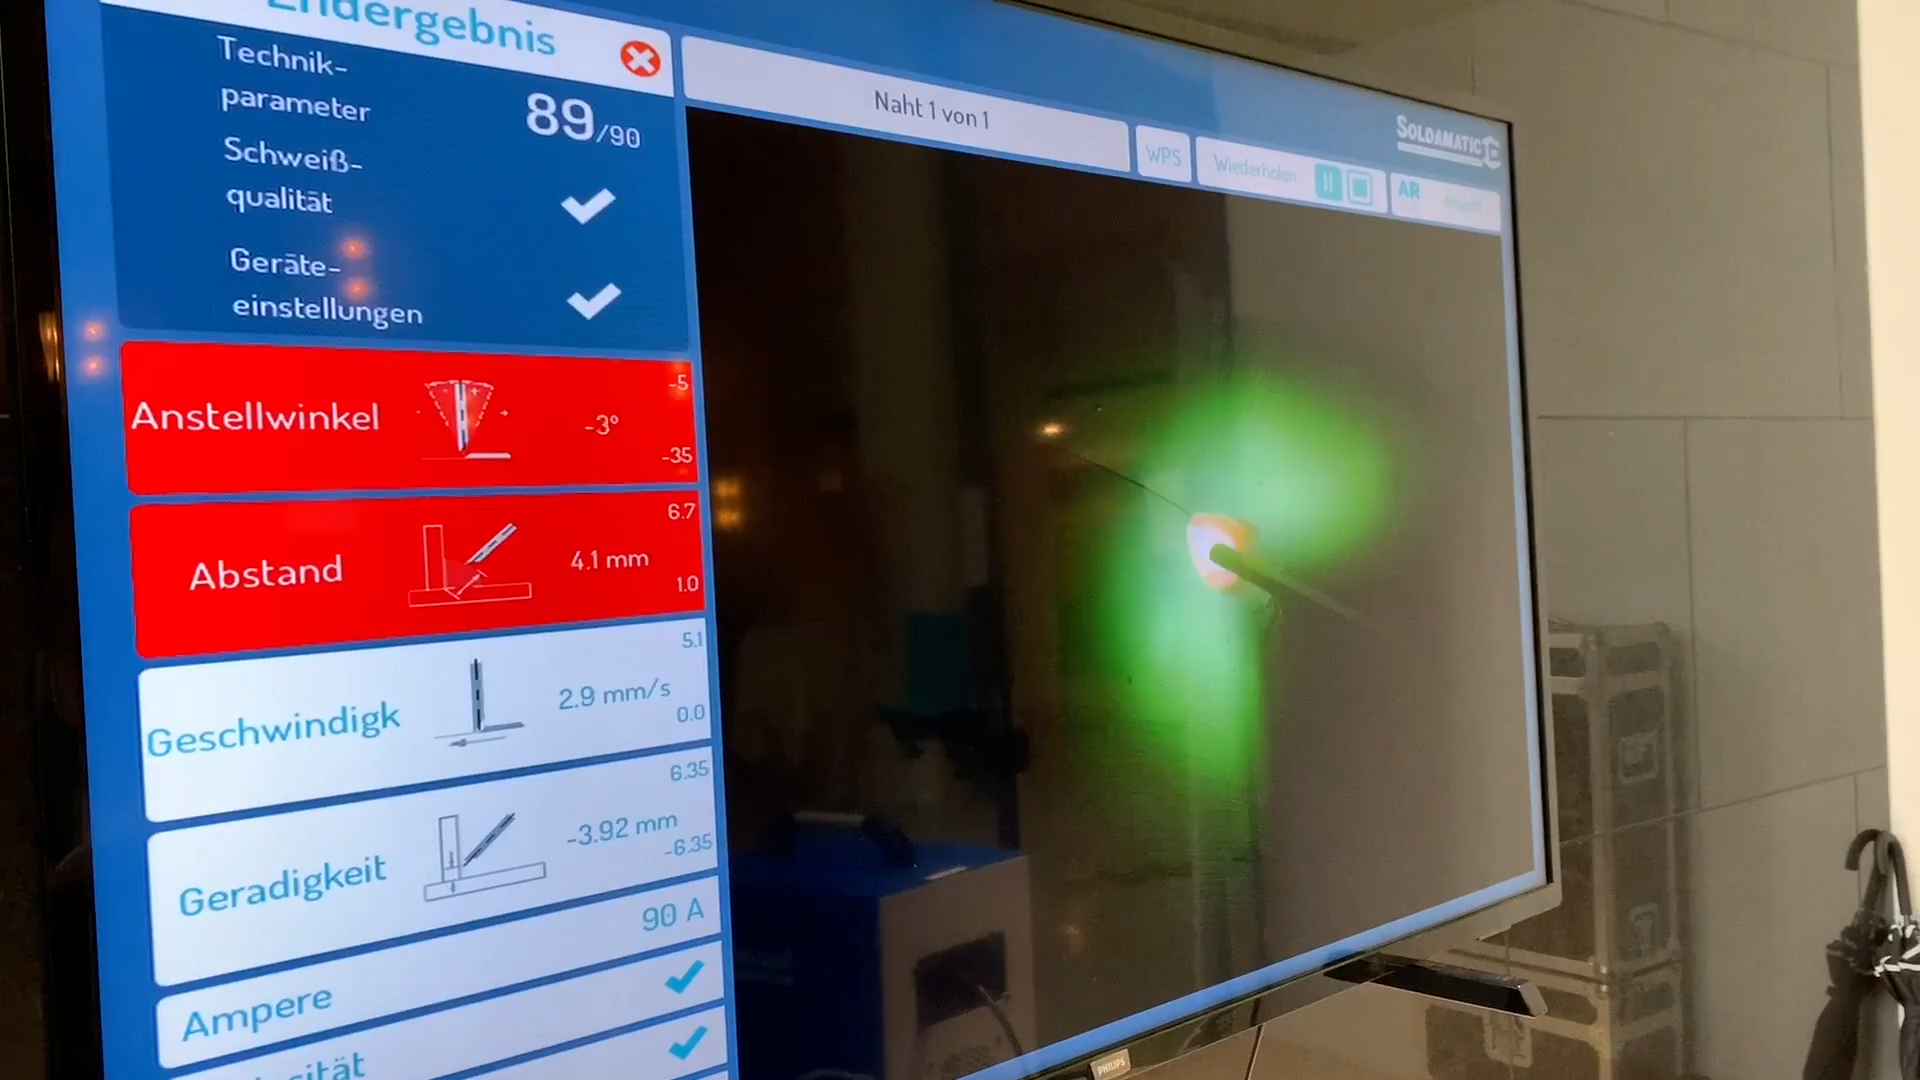 Endergebnis
Technik-
parameter
89/90
Schweiß-
qualität
Geräte-
einstellungen
Anstellwinkel
-3°
-5
-35
Abstand
4.1 mm
6.7
1.0
Geschwindigk
2.9 mm/s
5.1
0.0
Geradigkeit
-3.92 mm
6.35
-6.35
90 A
Ampere
Naht 1 von 1
WPS
Wiederholen
AR
SOLDAMATIC
PHILIPS